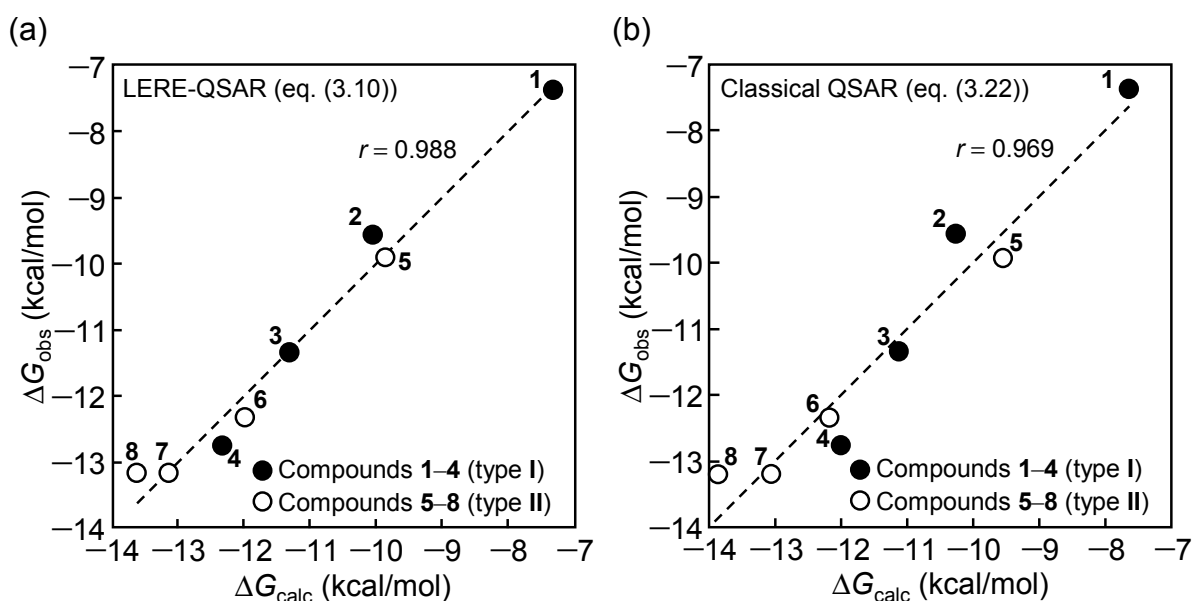 (a)
LERE-QSAR (eq. (3.10))
r = 0.988
1
2
5
3
6
4
8
7
Compounds 1–4 (type I)
Compounds 5–8 (type II)
−7
−8
−9
−10
−11
−12
−13
−14
ΔGobs (kcal/mol)
−14 −13 −12 −11 −10 −9 −8 −7
ΔGcalc (kcal/mol)
(b)
Classical QSAR (eq. (3.22))
r = 0.969
1
2
5
3
6
4
8
7
Compounds 1–4 (type I)
Compounds 5–8 (type II)
−7
−8
−9
−10
−11
−12
−13
−14
ΔGobs (kcal/mol)
−14 −13 −12 −11 −10 −9 −8 −7
ΔGcalc (kcal/mol)